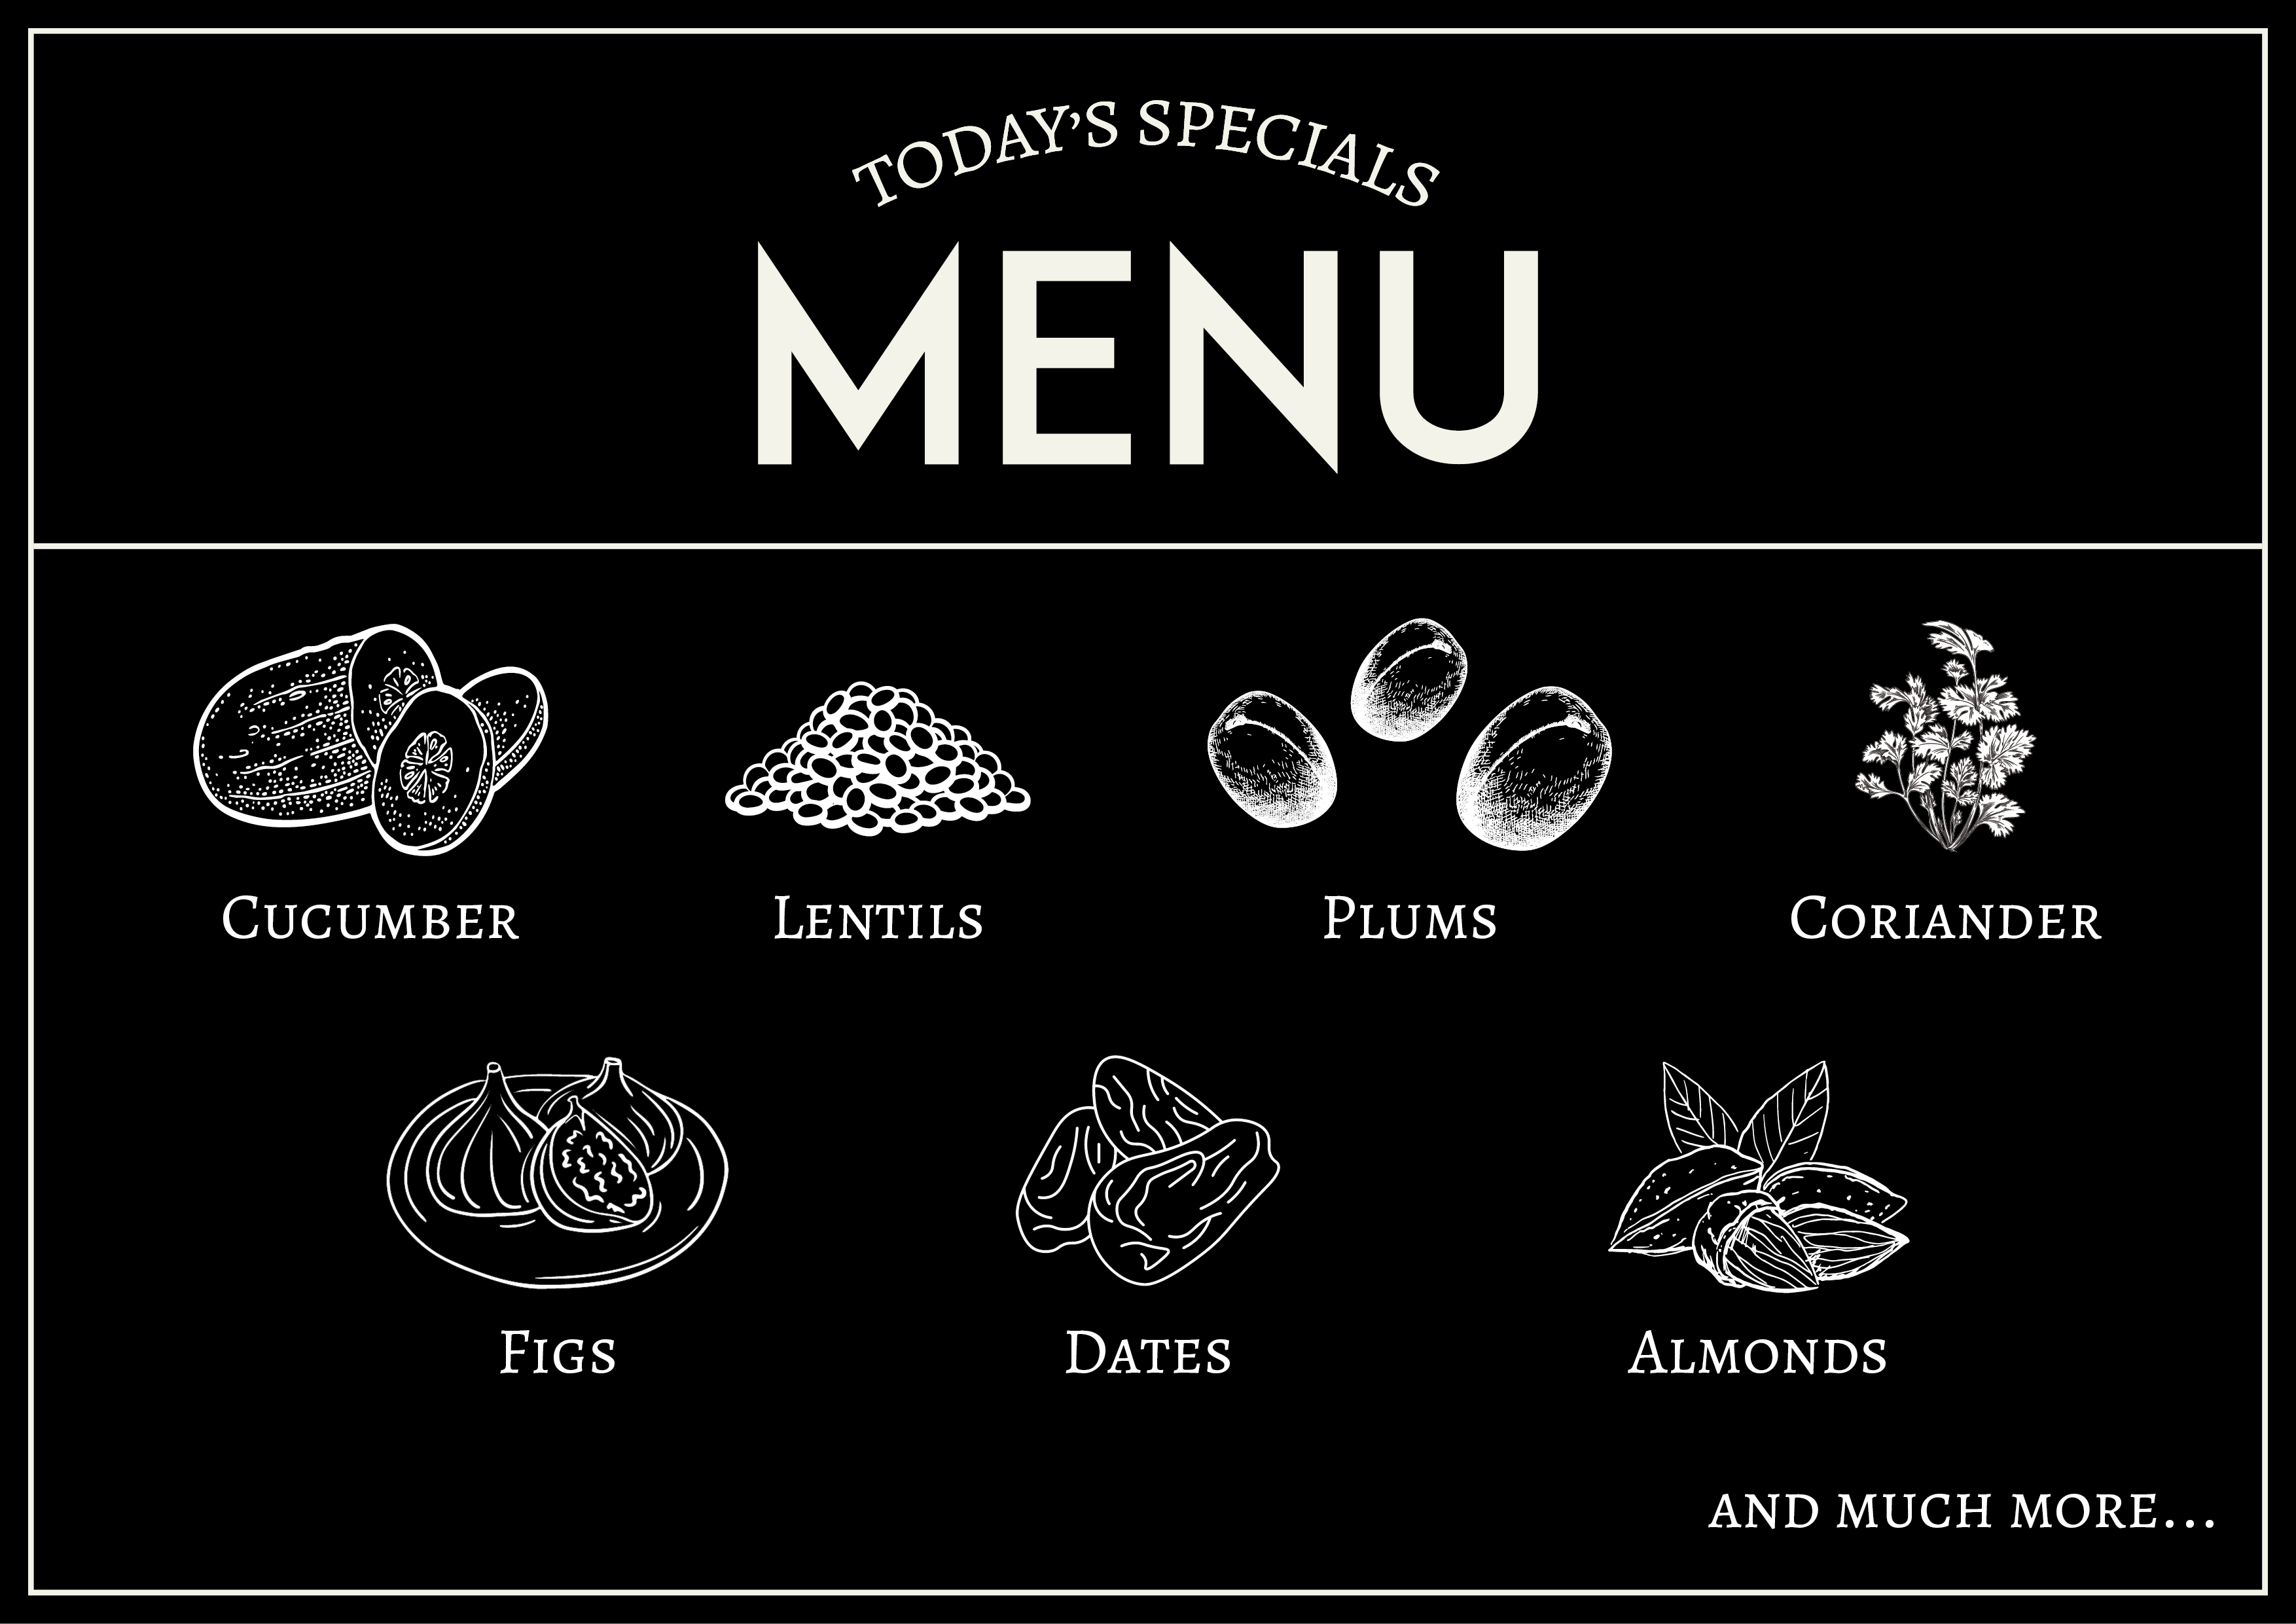 TODAY'S SPECIALS
MENU
Cucumber
Lentils
Plums
Coriander
Figs
Dates
Almonds
and much more...